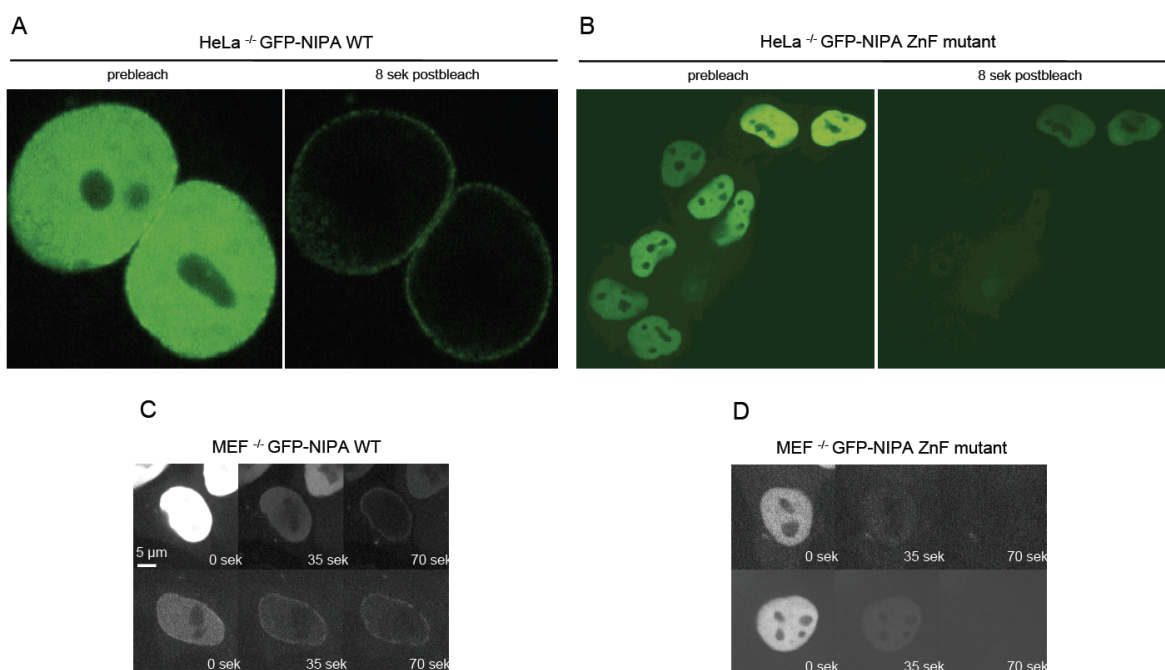 A
HeLa -/- GFP-NIPA WT
prebleach 8 sek postbleach
B
HeLa -/- GFP-NIPA ZnF mutant
prebleach 8 sek postbleach
C
MEF -/- GFP-NIPA WT
5 µm
0 sek 35 sek 70 sek
0 sek 35 sek 70 sek
D
MEF -/- GFP-NIPA ZnF mutant
0 sek 35 sek 70 sek
0 sek 35 sek 70 sek